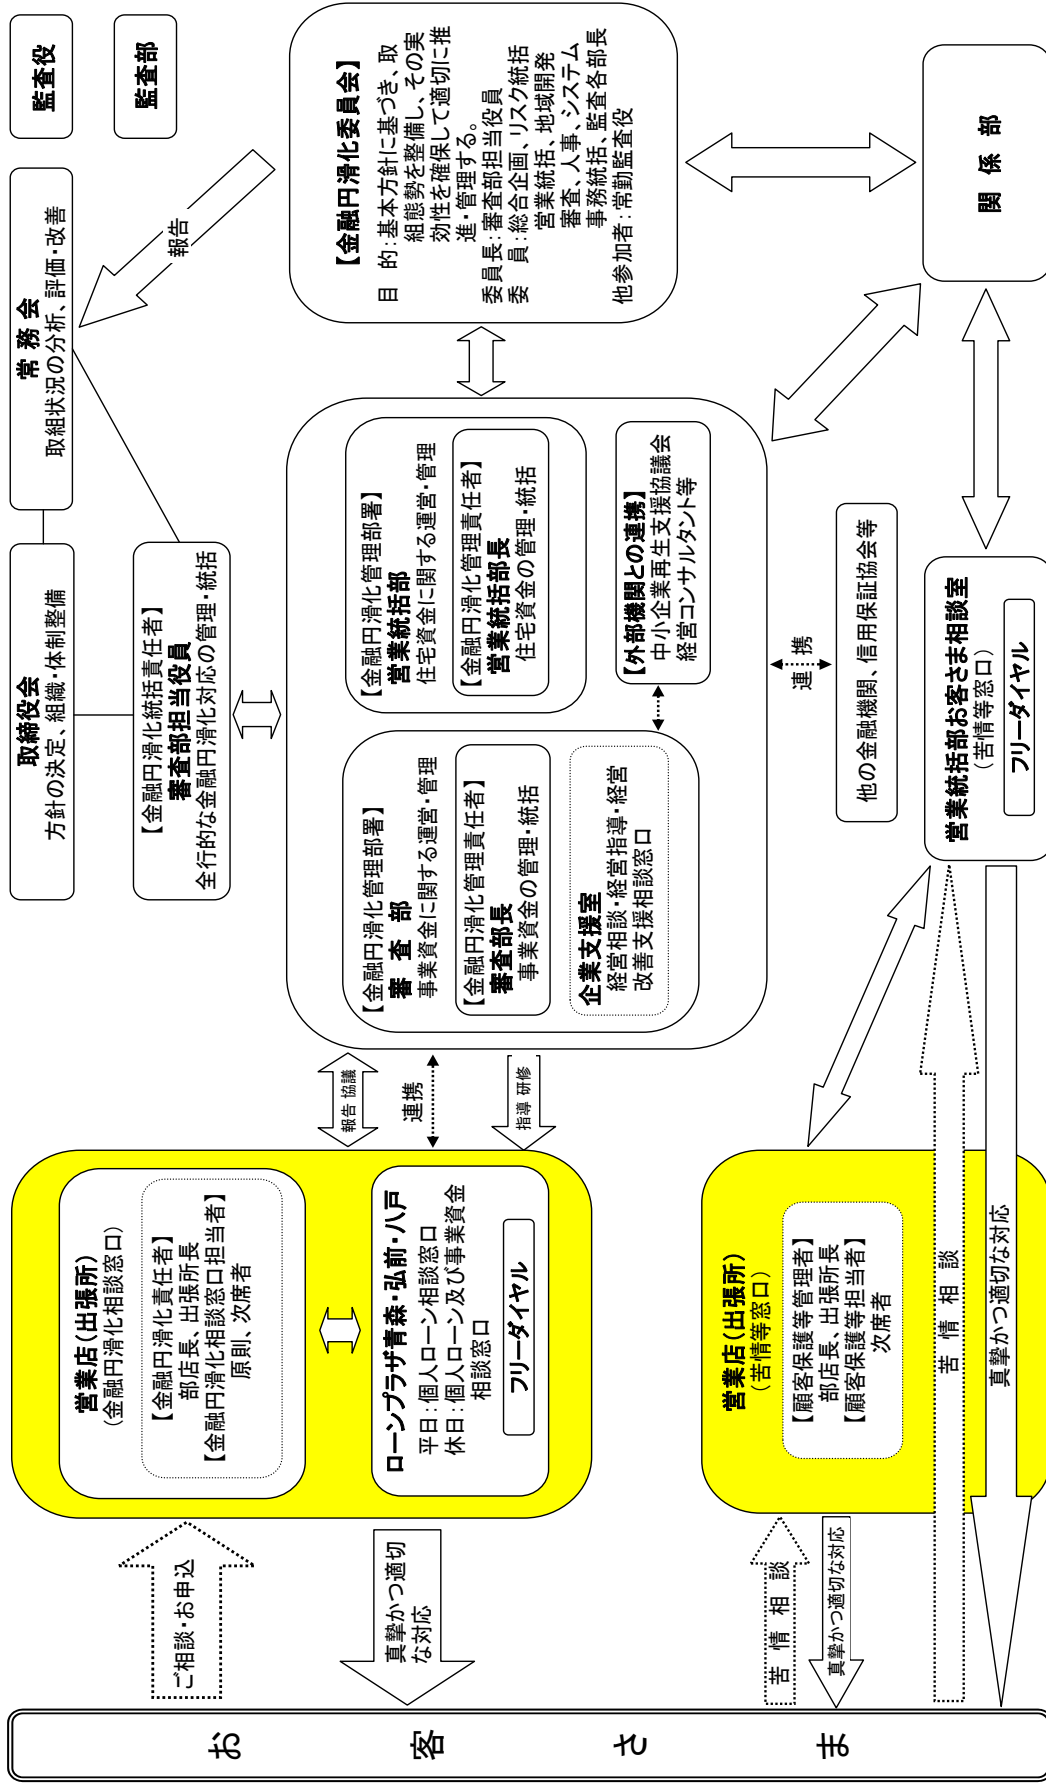 お客さま
ご相談・お申込
真摯かつ適切
な対応
苦情相談
真摯かつ適切な対応
苦情相談
真摯かつ適切な対応
営業店(出張所)
(金融円滑化相談窓口)
【金融円滑化責任者】
部店長、出張所長
【金融円滑化相談窓口担当者】
原則、次席者
ローンプラザ青森・弘前・八戸
平日:個人ローン相談窓口
休日:個人ローン及び事業資金
相談窓口
フリーダイヤル
営業店(出張所)
(苦情等窓口)
【顧客保護等管理者】
部店長、出張所長
【顧客保護等担当者】
次席者
報告 協議
連携
指導 研修
取締役会
方針の決定、組織・体制整備
【金融円滑化統括責任者】
審査部担当役員
全行的な金融円滑化対応の管理・統括
【金融円滑化管理部署】
審査部
事業資金に関する運営・管理
【金融円滑化管理責任者】
審査部長
事業資金の管理・統括
企業支援室
経営相談・経営指導・経営
改善支援相談窓口
【金融円滑化管理部署】
営業統括部
住宅資金に関する運営・管理
【金融円滑化管理責任者】
営業統括部長
住宅資金の管理・統括
【外部機関との連携】
中小企業再生支援協議会
経営コンサルタント等
連携
他の金融機関、信用保証協会等
営業統括部お客さま相談室
(苦情等窓口)
フリーダイヤル
常務会
取組状況の分析、評価・改善
報告
監査役
監査部
【金融円滑化委員会】
目 的:基本方針に基づき、取
組態勢を整備し、その実
効性を確保して適切に推
進・管理する。
委員長:審査部担当役員
委 員:総合企画、リスク統括
営業統括、地域開発
審査、人事、システム
事務統括、監査各部長
他参加者:常勤監査役
関係部